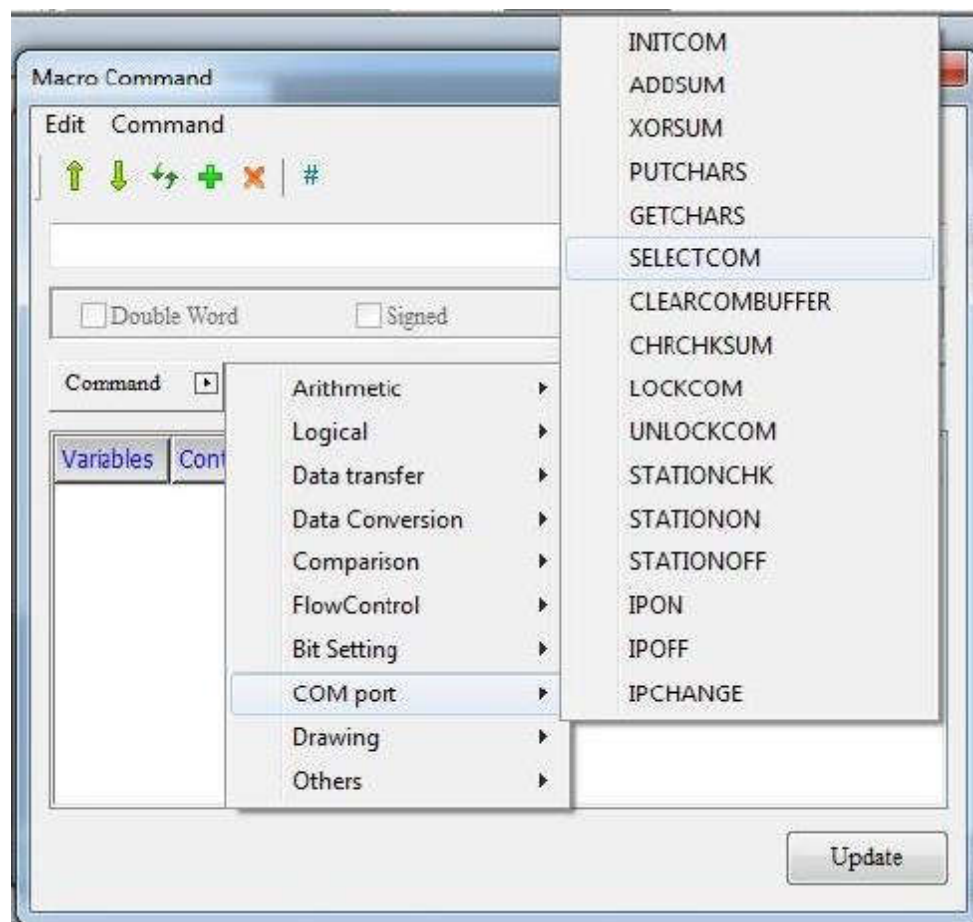 Macro Command
Edit Command
#
Double Word
Signed
Command
Variables
Cont
Arithmetic
Logical
Data transfer
Data Conversion
Comparison
FlowControl
Bit Setting
COM port
Drawing
Others
INITCOM
ADDSUM
XORSUM
PUTCHARS
GETCHARS
SELECTCOM
CLEARCOMBUFFER
CHRCHKSUM
LOCKCOM
UNLOCKCOM
STATIONCHK
STATIONON
STATIONOFF
IPON
IPOFF
IPCHANGE
Update